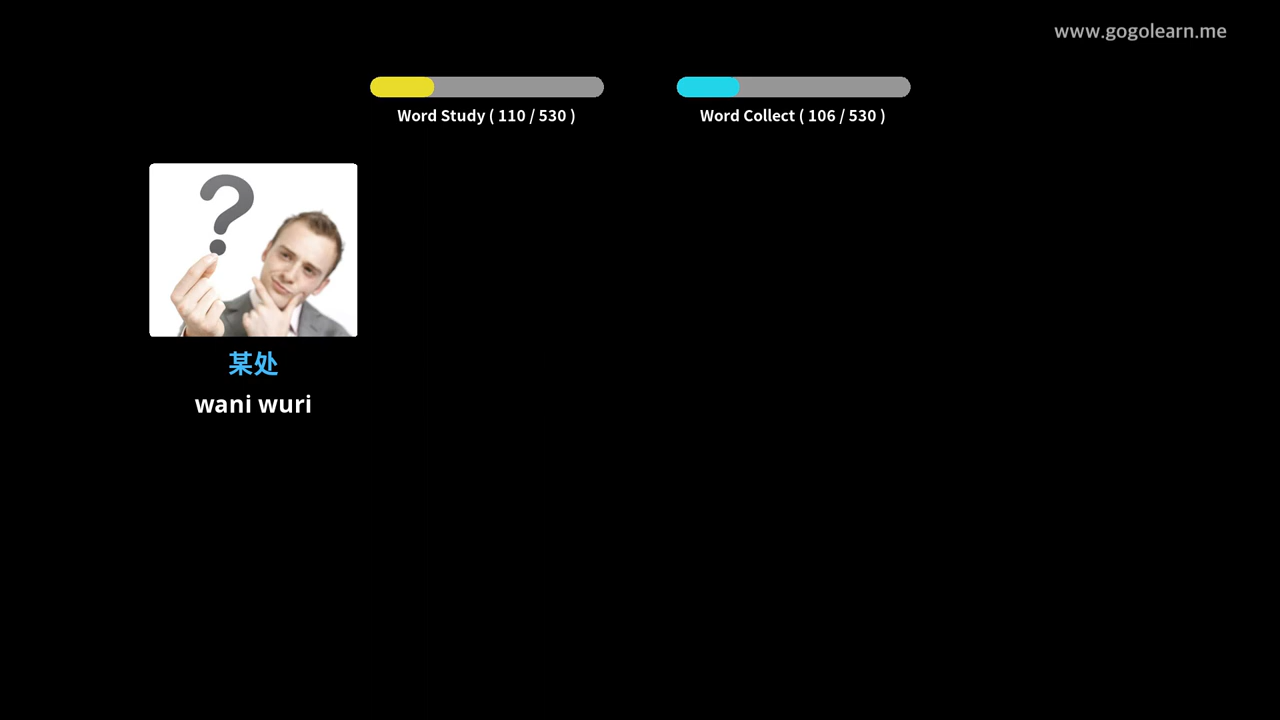 www.gogolearn.me
Word Study ( 110 / 530 )
Word Collect ( 106 / 530 )
?
某处
wani wuri